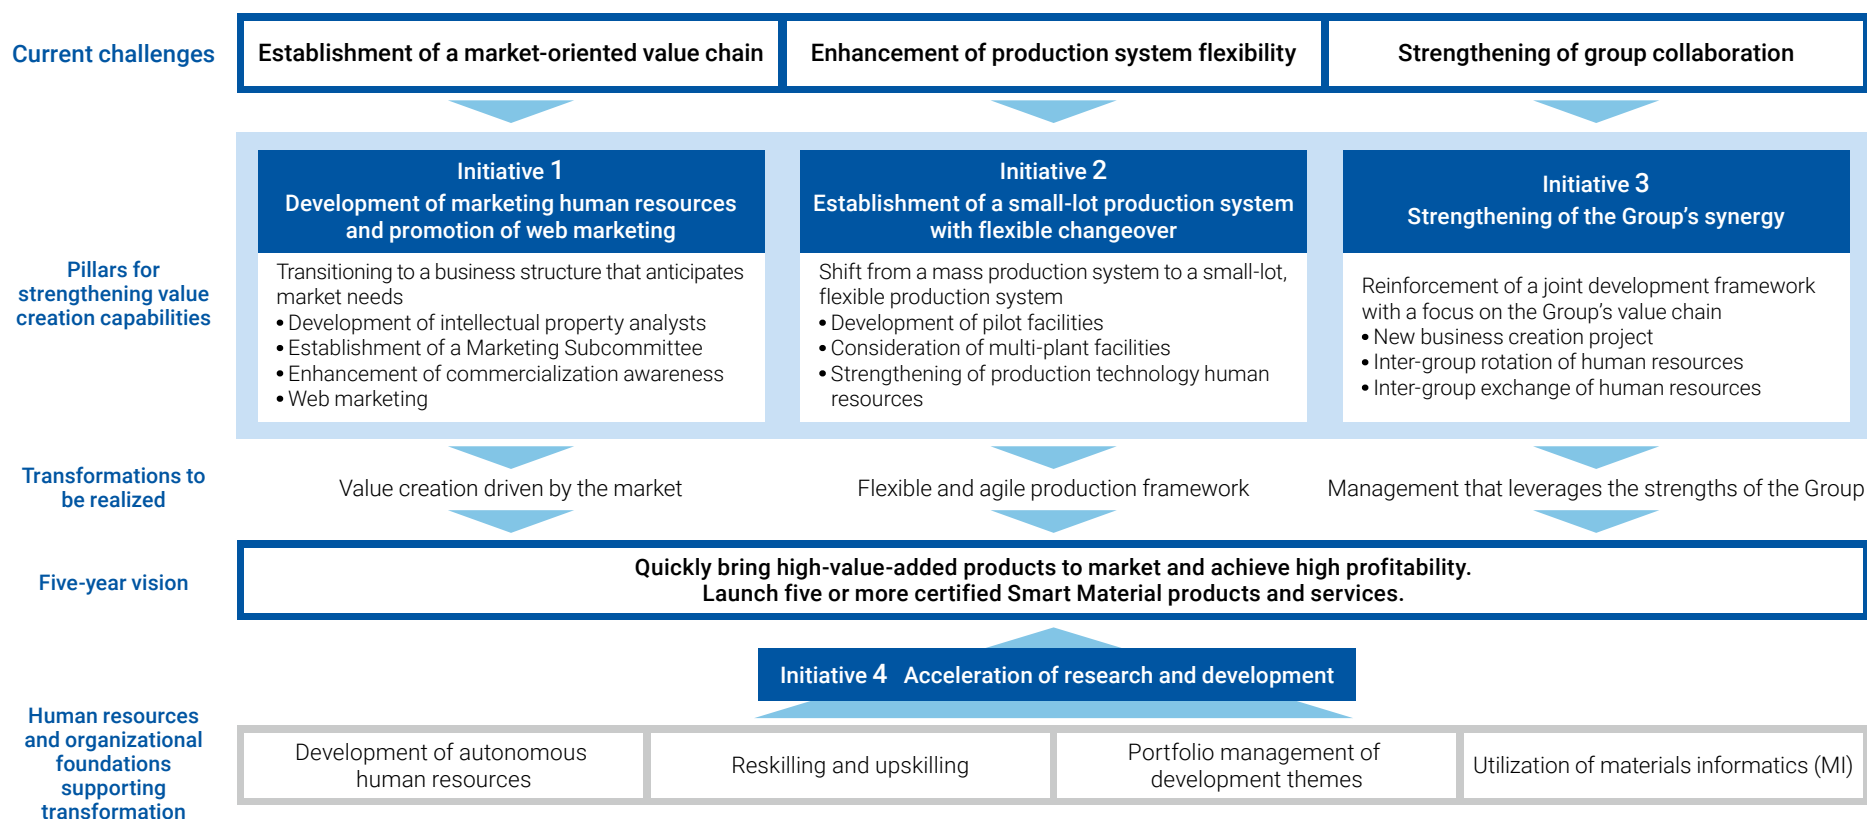 Current challenges
Establishment of a market-oriented value chain
Enhancement of production system flexibility
Strengthening of group collaboration
Pillars for
strengthening value
creation capabilities
Initiative 1
Development of marketing human resources
and promotion of web marketing
Transitioning to a business structure that anticipates
market needs
• Development of intellectual property analysts
• Establishment of a Marketing Subcommittee
• Enhancement of commercialization awareness
• Web marketing
Initiative 2
Establishment of a small-lot production system
with flexible changeover
Shift from a mass production system to a small-lot,
flexible production system
• Development of pilot facilities
• Consideration of multi-plant facilities
• Strengthening of production technology human
resources
Initiative 3
Strengthening of the Group's synergy
Reinforcement of a joint development framework
with a focus on the Group's value chain
• New business creation project
• Inter-group rotation of human resources
• Inter-group exchange of human resources
Transformations to
be realized
Value creation driven by the market
Flexible and agile production framework
Management that leverages the strengths of the Group
Five-year vision
Quickly bring high-value-added products to market and achieve high profitability.
Launch five or more certified Smart Material products and services.
Initiative 4 Acceleration of research and development
Human resources
and organizational
foundations
supporting
transformation
Development of autonomous
human resources
Reskilling and upskilling
Portfolio management of
development themes
Utilization of materials informatics (MI)